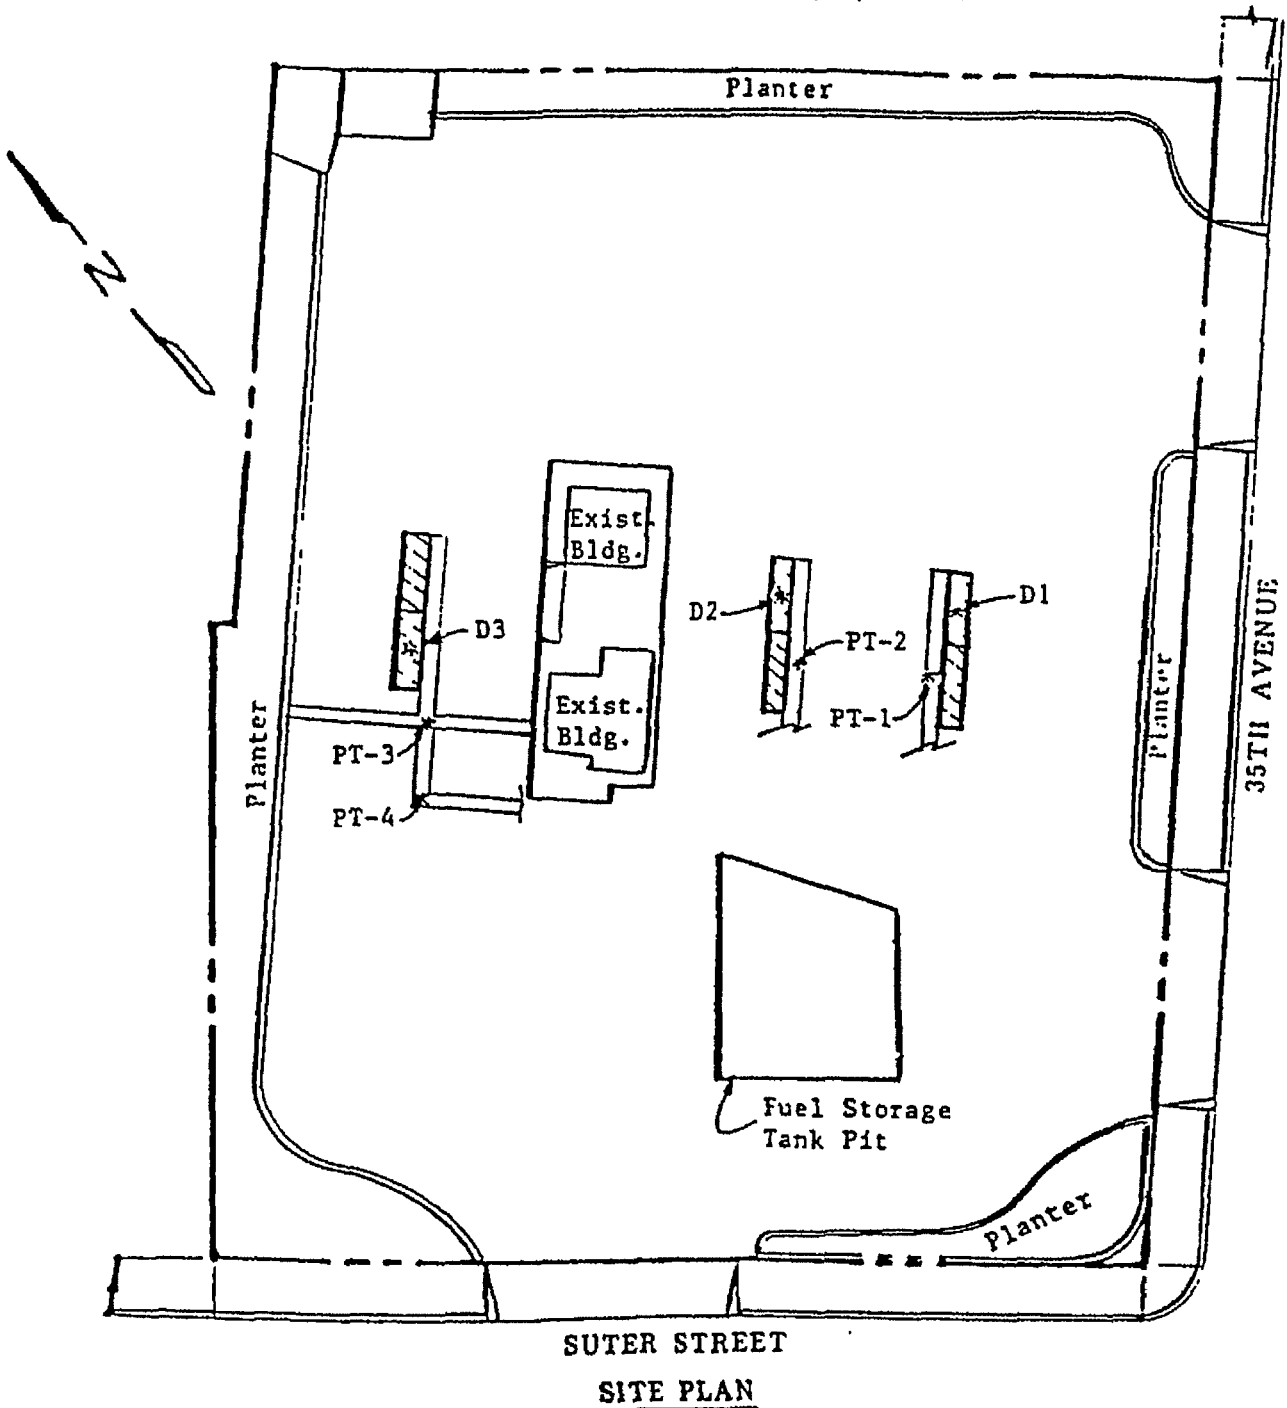 Planter
N
Exist.
Bldg.
D1
D2
D3
PT-2
Exist.
Bldg.
PT-1
PT-3
PT-4
Planter
Planter
35TH AVENUE
Fuel Storage
Tank Pit
Planter
SUTER STREET
SITE PLAN